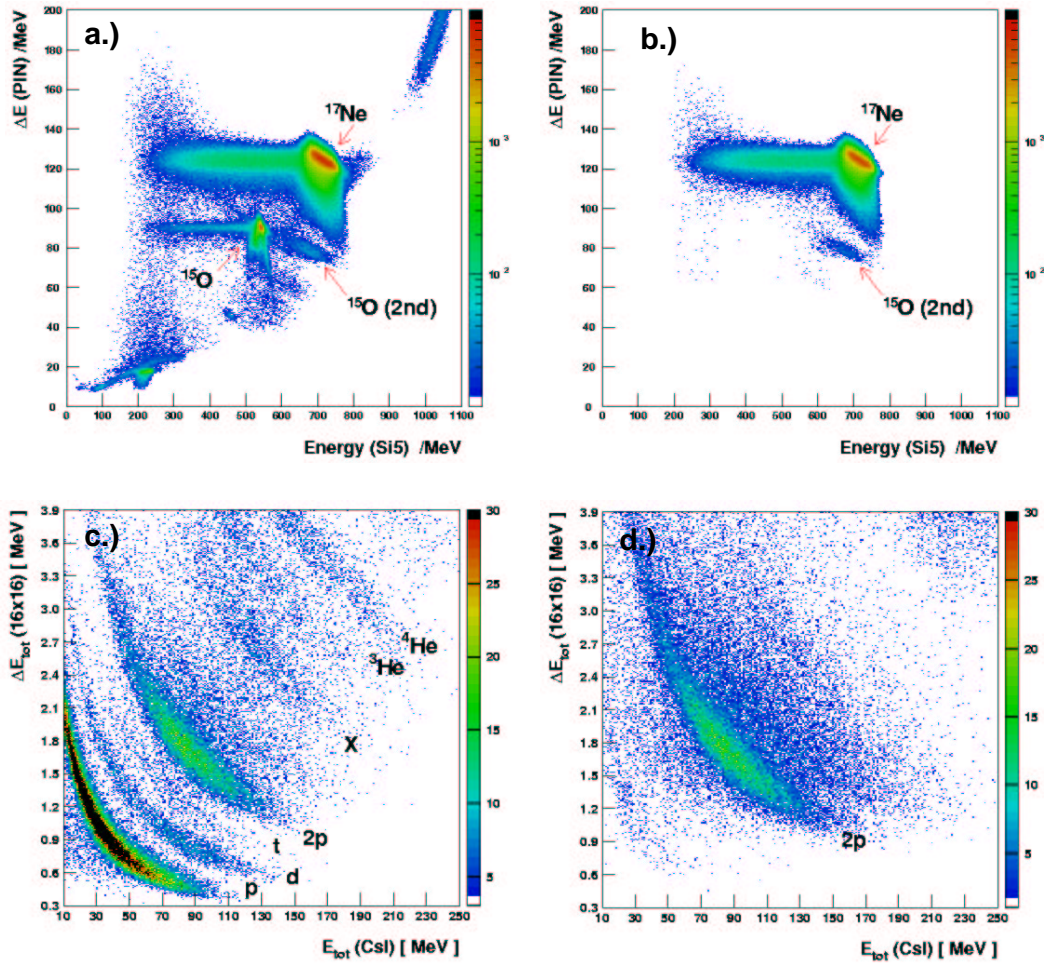 a.)
ΔE (PIN) /MeV
200
180
160
140
120
100
80
60
40
20
0
0 100 200 300 400 500 600 700 800 900 1000 1100
Energy (Si5) /MeV
17Ne
15O
15O (2nd)
10^3
10^2
b.)
ΔE (PIN) /MeV
200
180
160
140
120
100
80
60
40
20
0
0 100 200 300 400 500 600 700 800 900 1000 1100
Energy (Si5) /MeV
17Ne
15O (2nd)
10^3
10^2
c.)
ΔEtot (16x16) [ MeV ]
3.9
3.6
3.3
3.0
2.7
2.4
2.1
1.8
1.5
1.2
0.9
0.6
0.3
10 30 50 70 90 110 130 150 170 190 210 230 250
Etot (CsI) [ MeV ]
4He
3He
X
2p
t
d
p
30
25
20
15
10
5
d.)
ΔEtot (16x16) [ MeV ]
3.9
3.6
3.3
3.0
2.7
2.4
2.1
1.8
1.5
1.2
0.9
0.6
0.3
10 30 50 70 90 110 130 150 170 190 210 230 250
Etot (CsI) [ MeV ]
2p
30
25
20
15
10
5